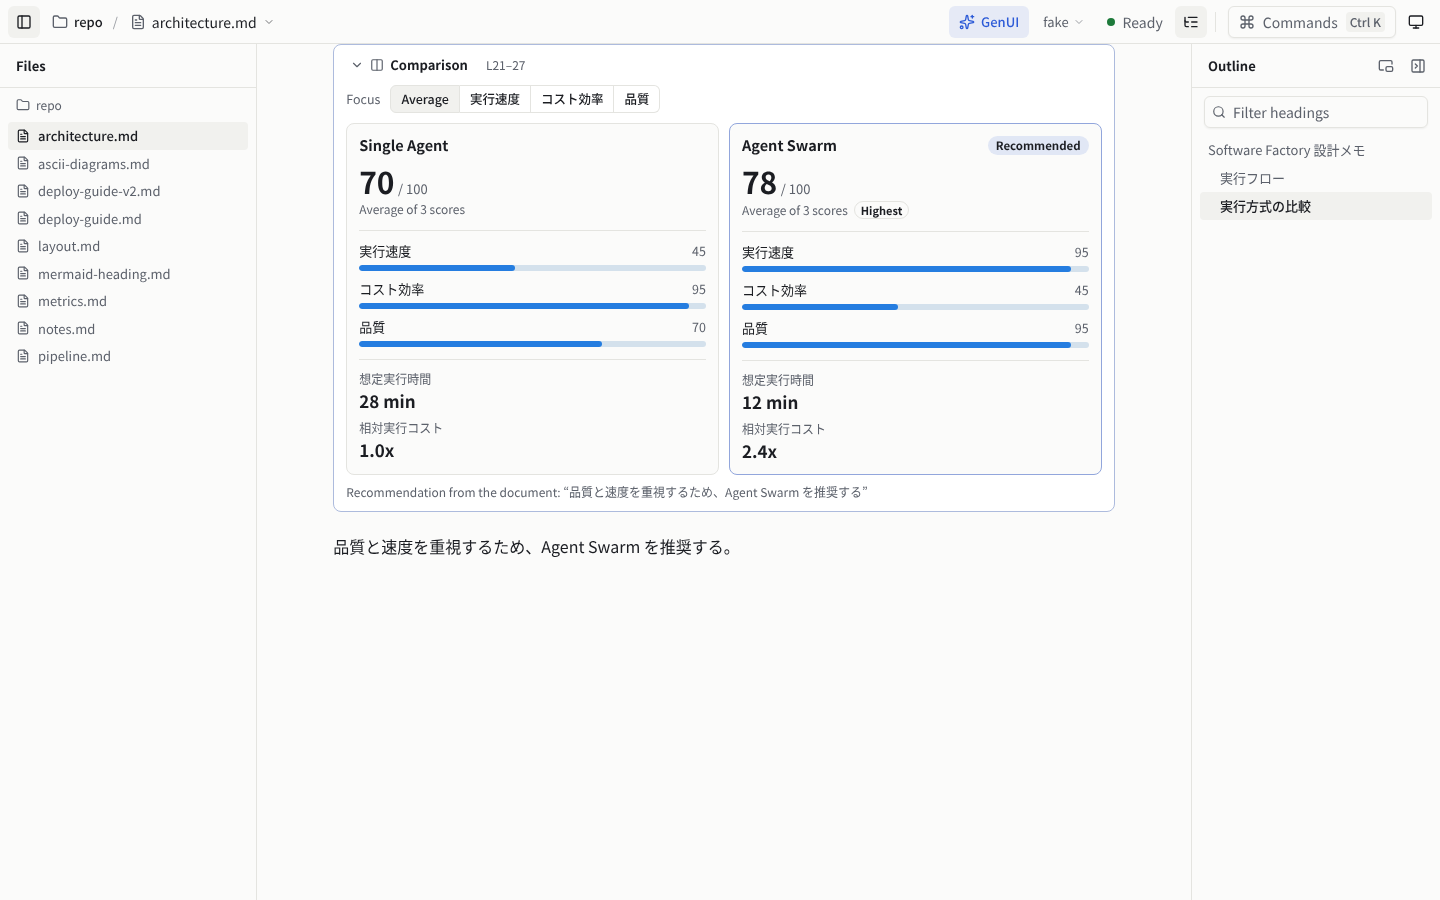 repo / architecture.md
GenUI
fake
Ready
Commands Ctrl K
Files
repo
architecture.md
ascii-diagrams.md
deploy-guide-v2.md
deploy-guide.md
layout.md
mermaid-heading.md
metrics.md
notes.md
pipeline.md
Comparison L21–27
Focus Average 実行速度 コスト効率 品質
Single Agent
70 / 100
Average of 3 scores
実行速度 45
コスト効率 95
品質 70
想定実行時間
28 min
相対実行コスト
1.0x
Agent Swarm Recommended
78 / 100
Average of 3 scores Highest
実行速度 95
コスト効率 45
品質 95
想定実行時間
12 min
相対実行コスト
2.4x
Recommendation from the document: “品質と速度を重視するため、Agent Swarm を推奨する”
品質と速度を重視するため、Agent Swarm を推奨する。
Outline
Filter headings
Software Factory 設計メモ
実行フロー
実行方式の比較